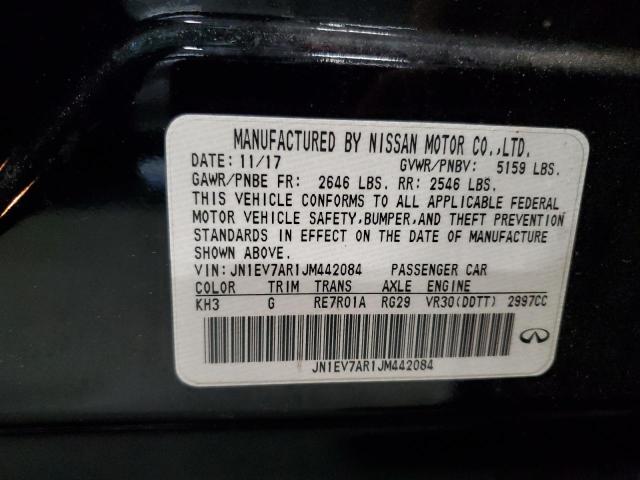 MANUFACTURED BY NISSAN MOTOR CO.,LTD.
DATE: 11/17 GVWR/PNBV: 5159 LBS.
GAWR/PNBE FR: 2646 LBS. RR: 2546 LBS.
THIS VEHICLE CONFORMS TO ALL APPLICABLE FEDERAL
MOTOR VEHICLE SAFETY,BUMPER,AND THEFT PREVENTION
STANDARDS IN EFFECT ON THE DATE OF MANUFACTURE
SHOWN ABOVE.
VIN: JN1EV7AR1JM442084 PASSENGER CAR
COLOR TRIM TRANS AXLE ENGINE
KH3 G RE7R01A RG29 VR30(DDTT) 2997CC
JN1EV7AR1JM442084